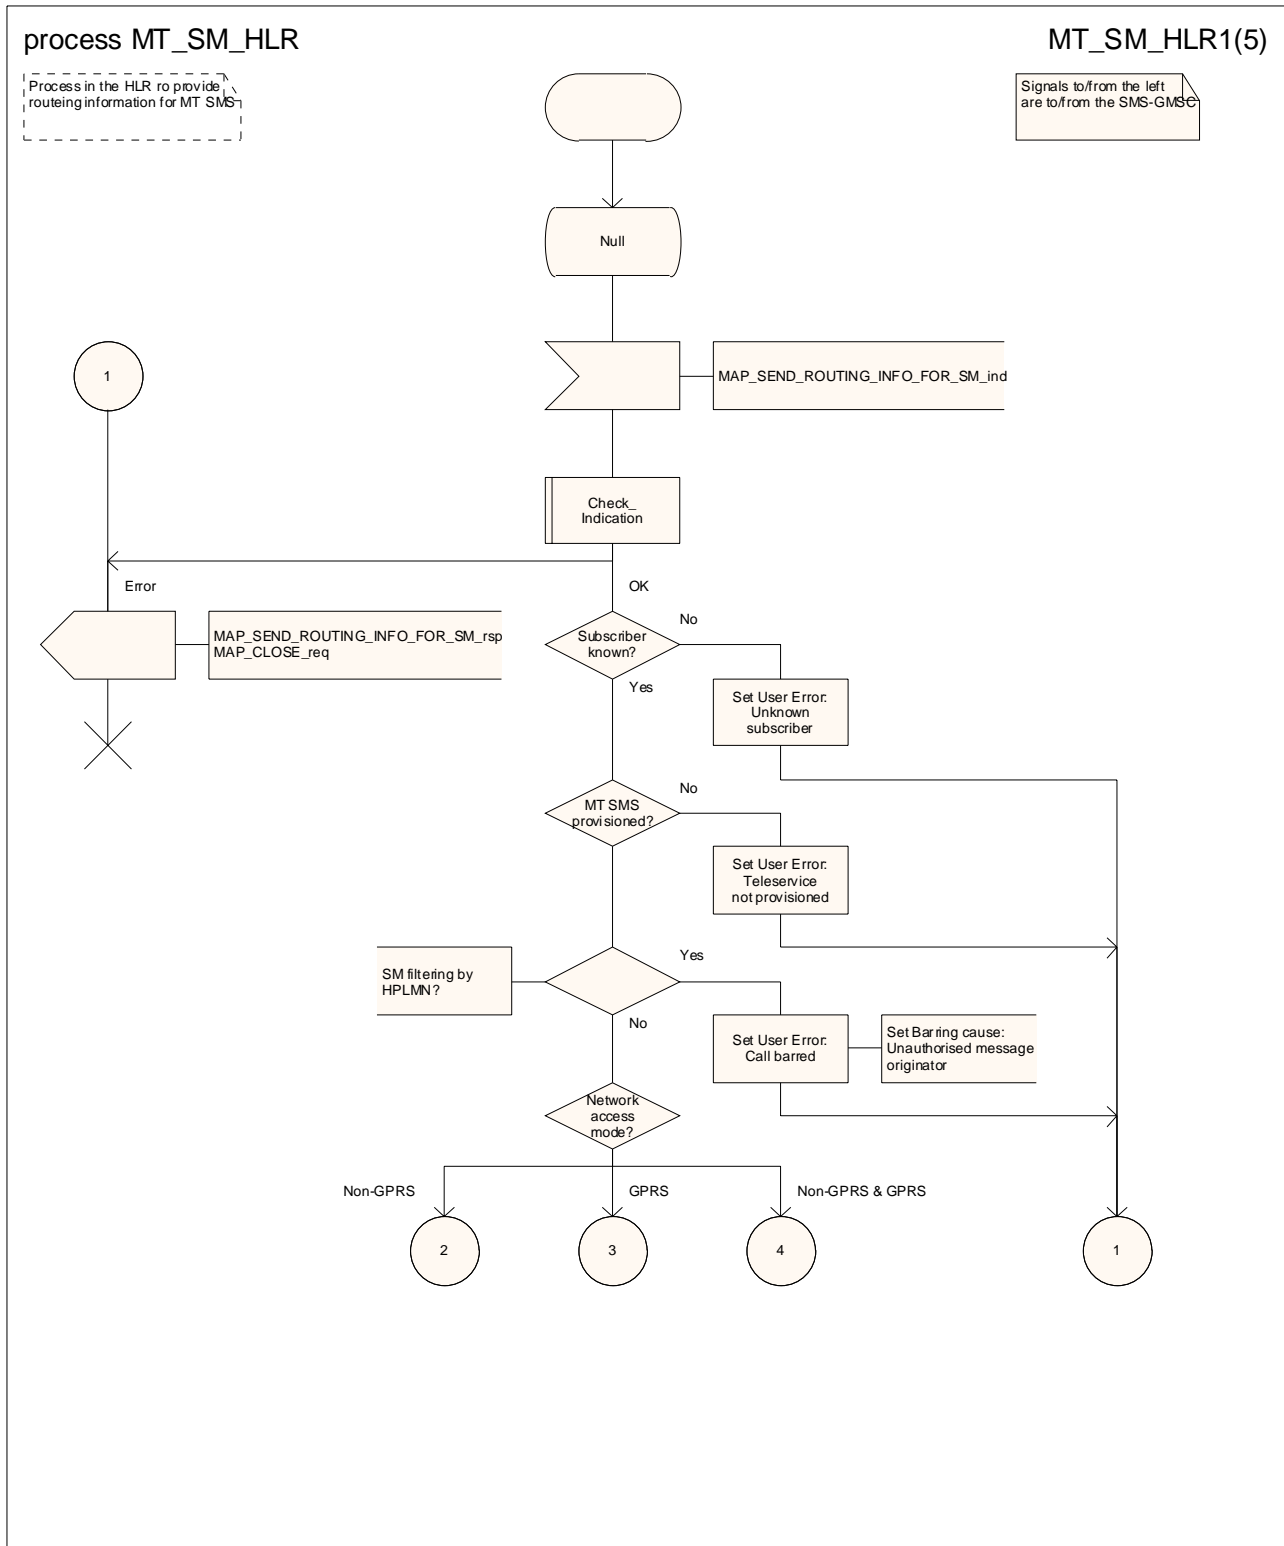 process MT_SM_HLR
MT_SM_HLR1(5)
Process in the HLR ro provide
routeing information for MT SMS
Signals to/from the left
are to/from the SMS-GMSC
Null
1
MAP_SEND_ROUTING_INFO_FOR_SM_ind
Check_
Indication
Error
OK
MAP_SEND_ROUTING_INFO_FOR_SM_rsp
MAP_CLOSE_req
Subscriber
known?
No
Yes
Set User Error:
Unknown
subscriber
MT SMS
provisioned?
No
Set User Error:
Teleservice
not provisioned
SM filtering by
HPLMN?
Yes
No
Set User Error:
Call barred
Set Barring cause:
Unauthorised message
originator
Network
access
mode?
Non-GPRS
GPRS
Non-GPRS & GPRS
2
3
4
1